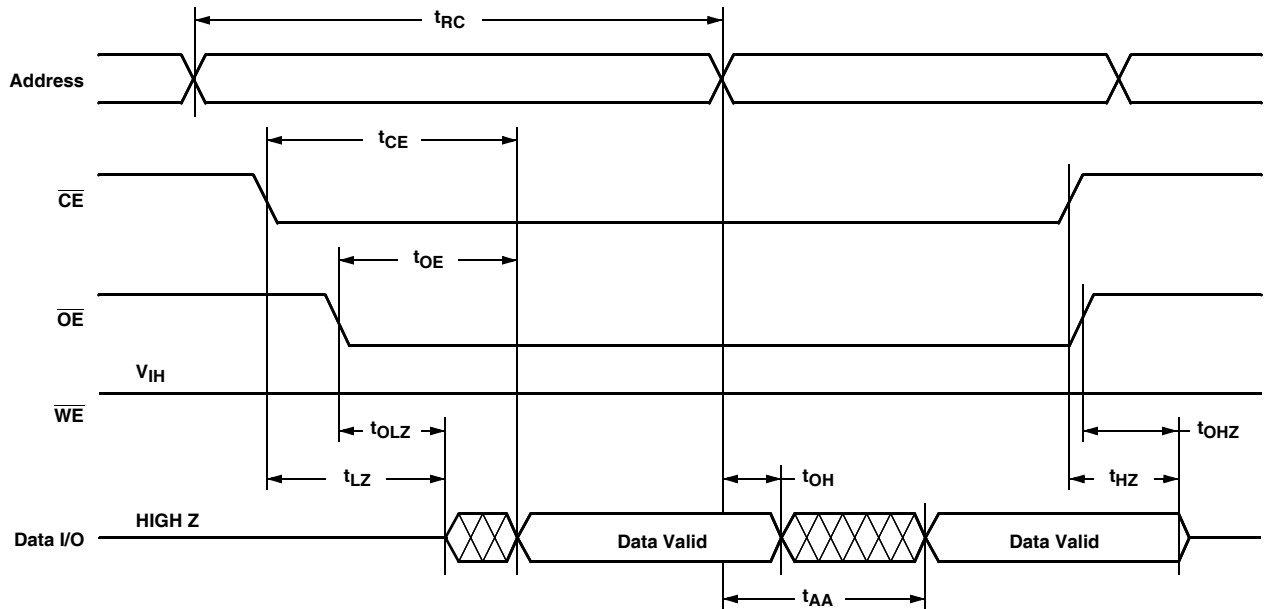 tRC
Address
tCE
CE
tOE
OE
VIH
WE
tOLZ
tOHZ
tLZ
tOH
tHZ
HIGH Z
Data I/O
Data Valid
Data Valid
tAA